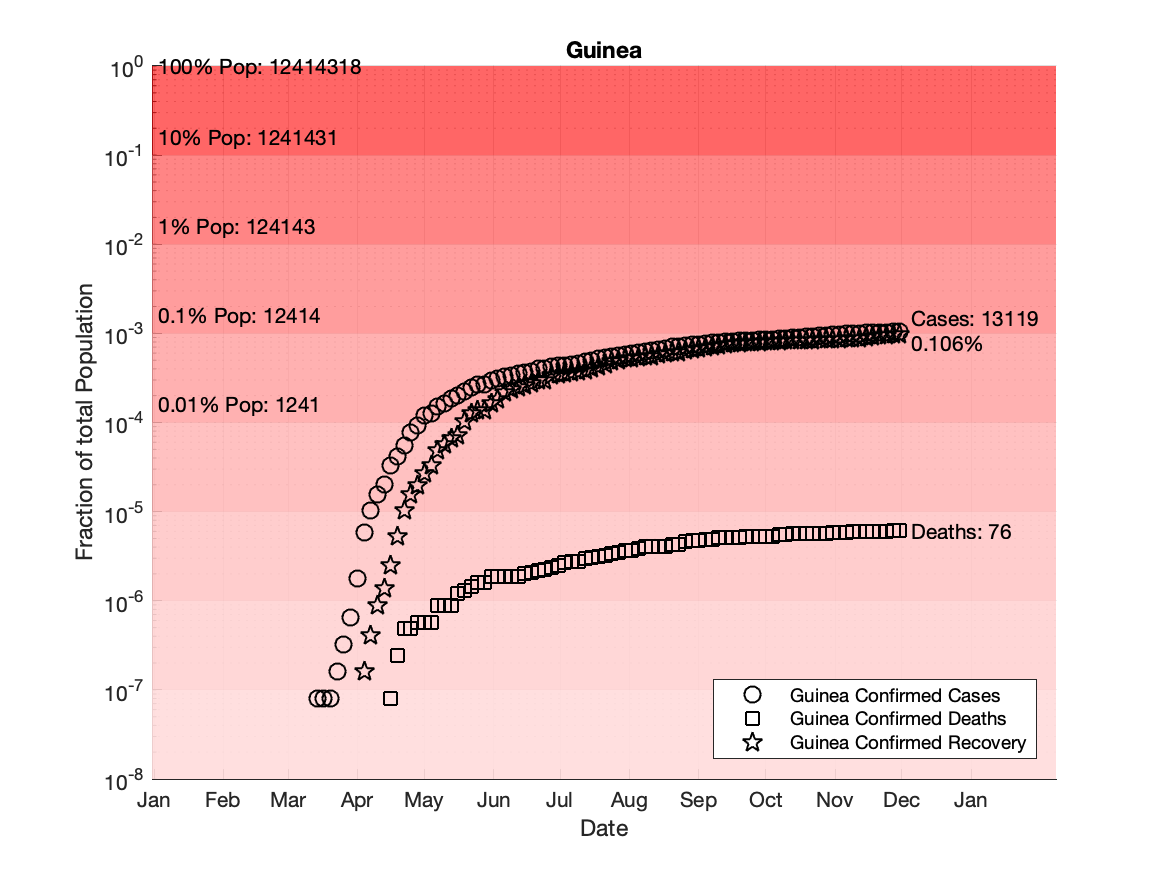 Guinea
10^0
10^-1
10^-2
10^-3
10^-4
10^-5
10^-6
10^-7
10^-8
Fraction of total Population
100% Pop: 12414318
10% Pop: 1241431
1% Pop: 124143
0.1% Pop: 12414
0.01% Pop: 1241
Cases: 13119
0.106%
Deaths: 76
Guinea Confirmed Cases
Guinea Confirmed Deaths
Guinea Confirmed Recovery
Jan Feb Mar Apr May Jun Jul Aug Sep Oct Nov Dec Jan
Date